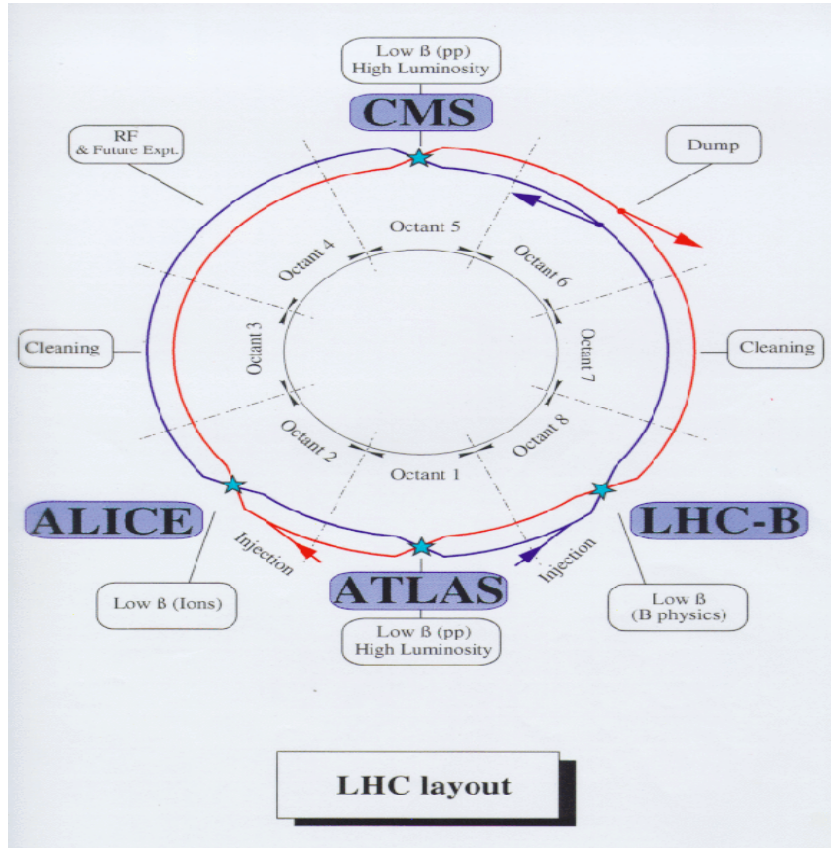 Low ß (pp)
High Luminosity
CMS
RF
& Future Expt.
Dump
Octant 5
Octant 4
Octant 6
Cleaning
Octant 3
Octant 7
Cleaning
Octant 2
Octant 8
Octant 1
ALICE
LHC-B
Injection
Injection
ATLAS
Low ß (Ions)
Low ß
(B physics)
Low ß (pp)
High Luminosity
LHC layout